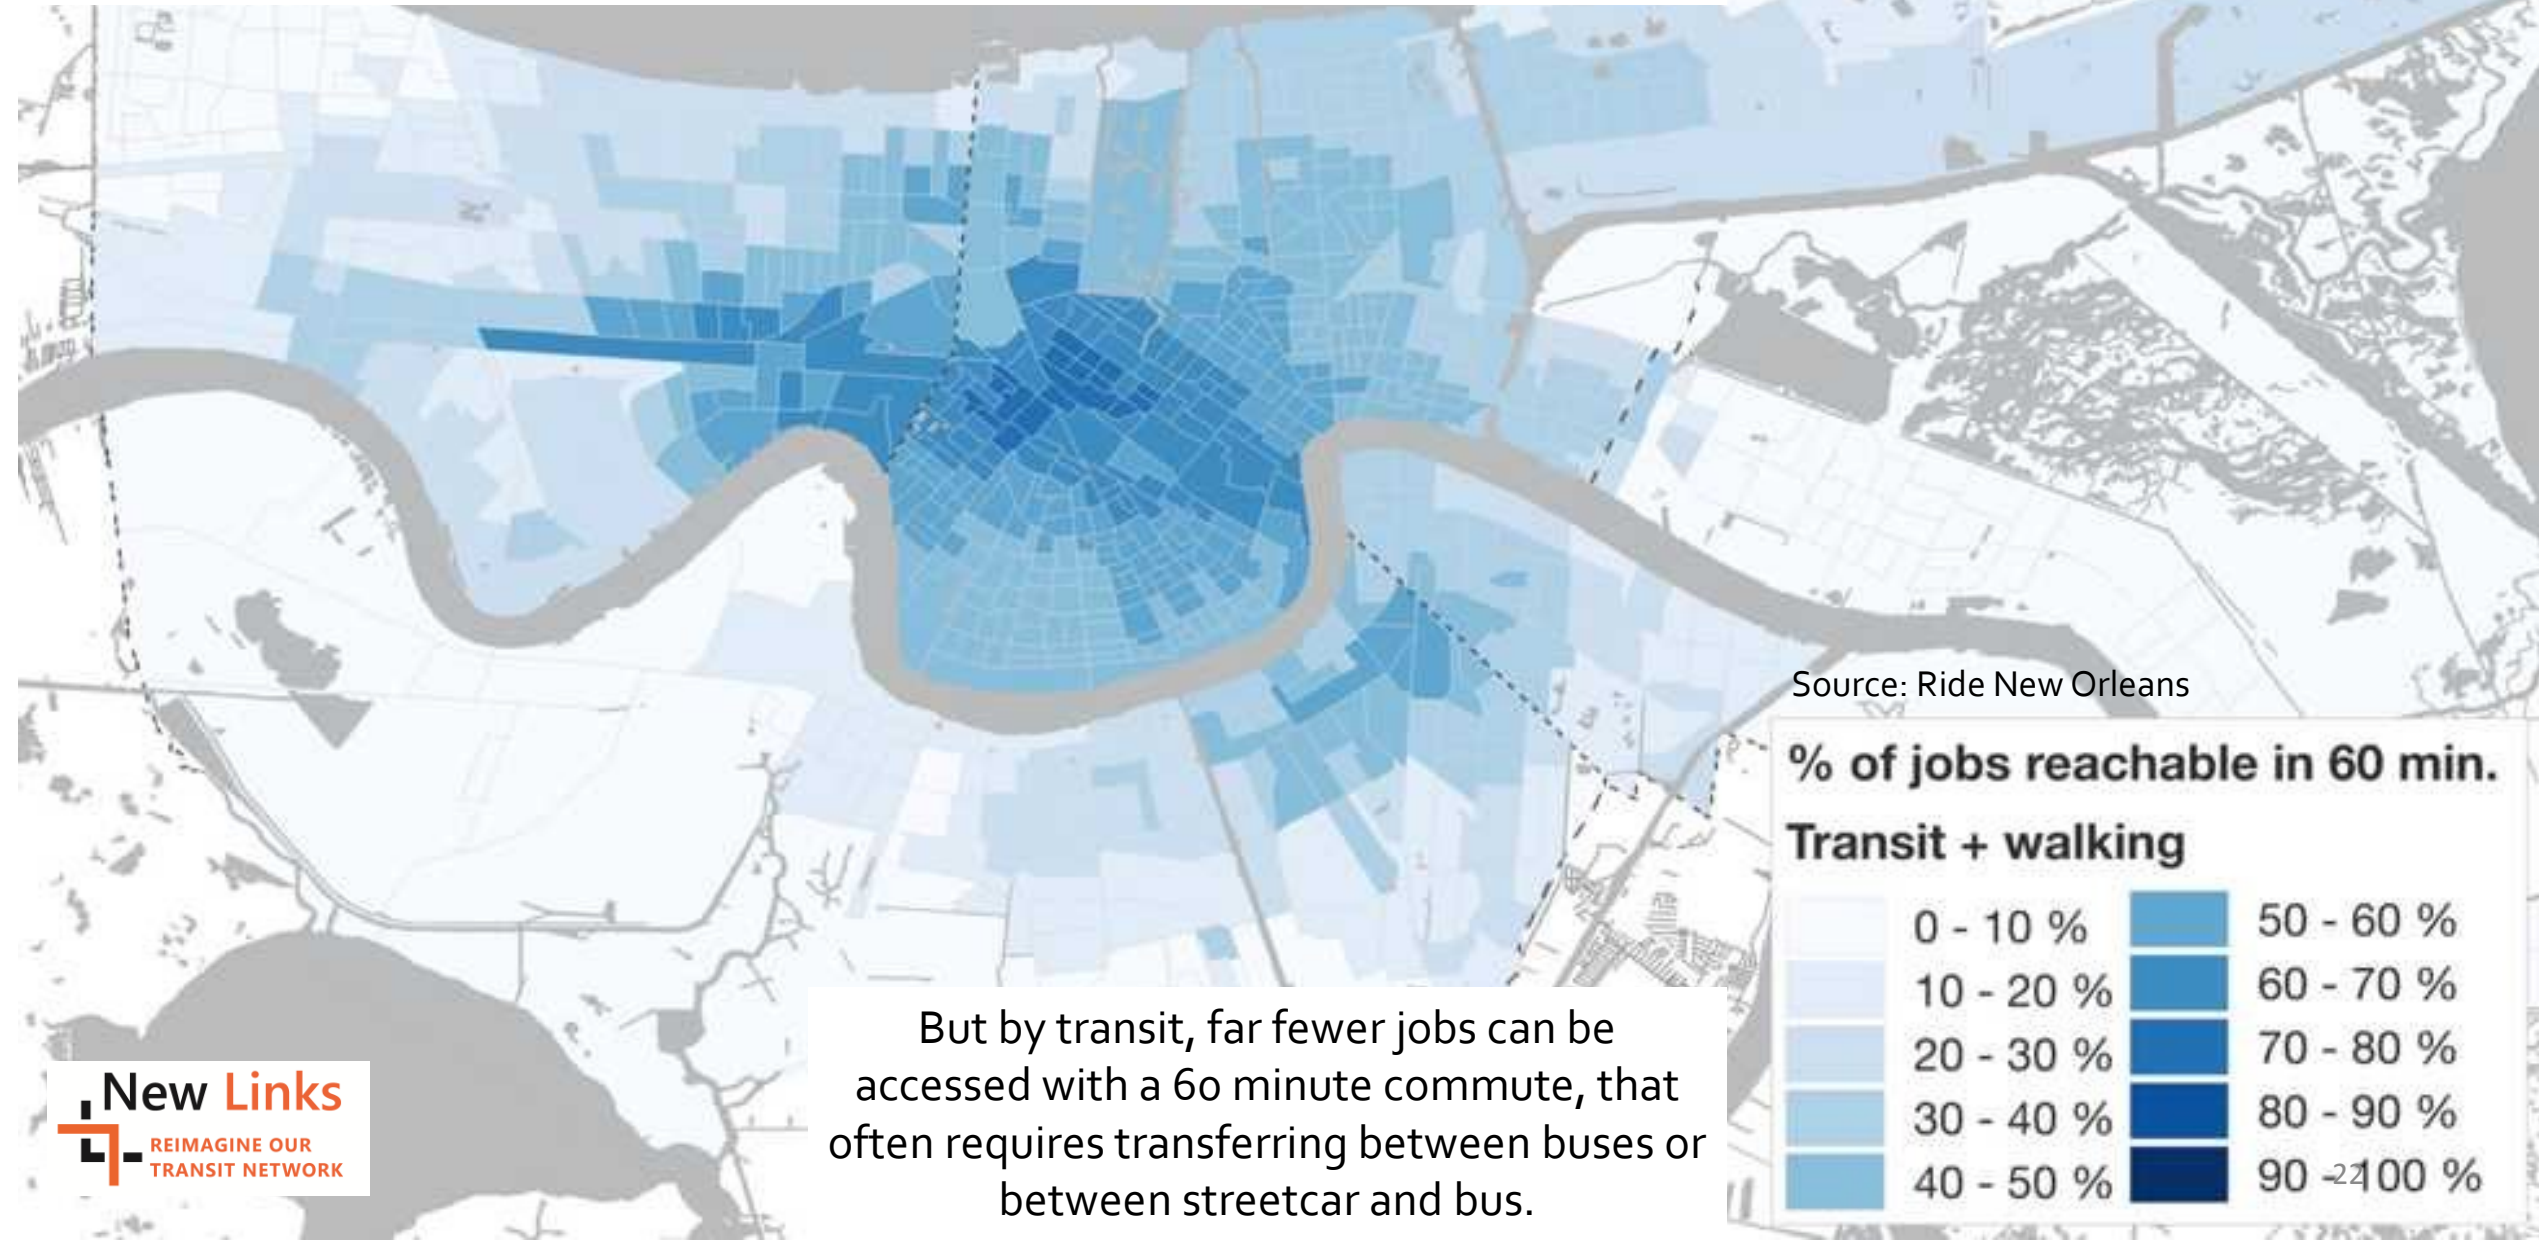 Source: Ride New Orleans
% of jobs reachable in 60 min.
Transit + walking
0 - 10 %
10 - 20 %
20 - 30 %
30 - 40 %
40 - 50 %
50 - 60 %
60 - 70 %
70 - 80 %
80 - 90 %
90 - 100 %
22
But by transit, far fewer jobs can be
accessed with a 60 minute commute, that
often requires transferring between buses or
between streetcar and bus.
New Links
REIMAGINE OUR
TRANSIT NETWORK